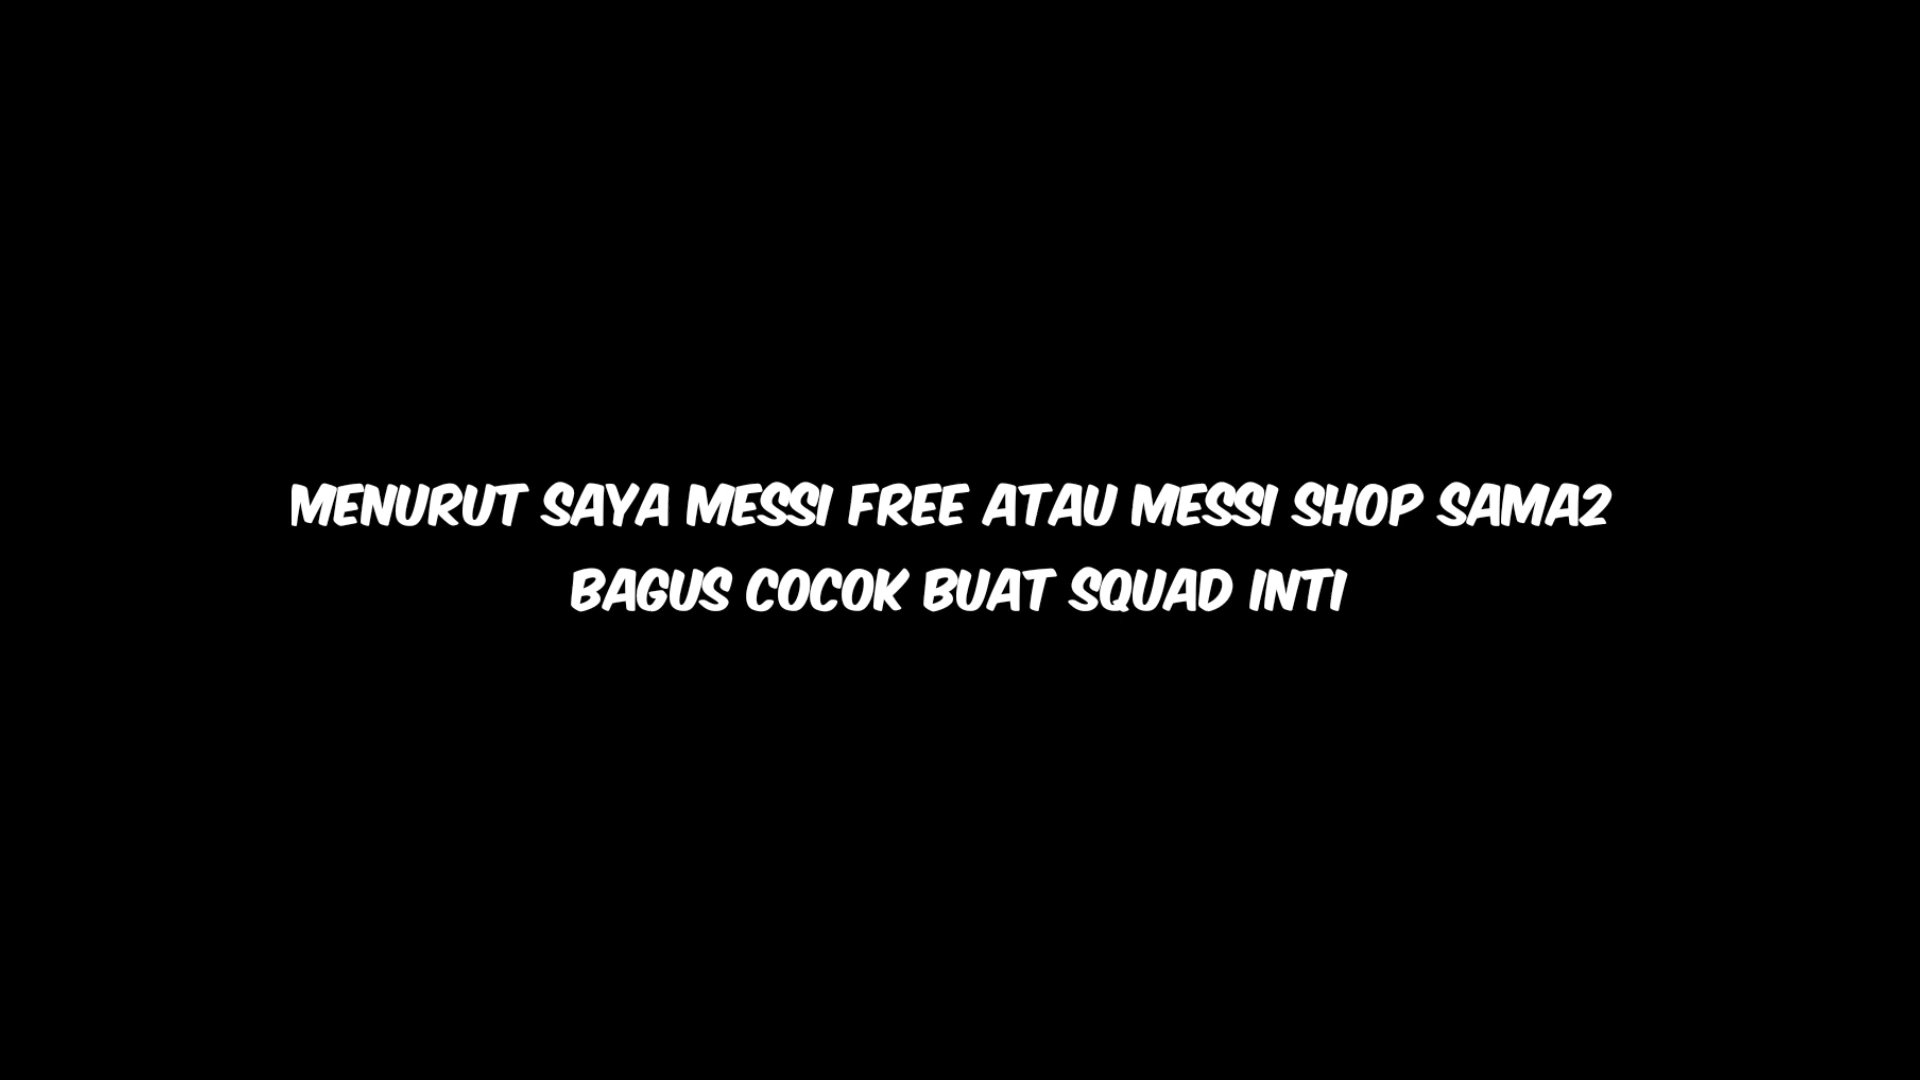 MENURUT SAYA MESSI FREE ATAU MESSI SHOP SAMA2
BAGUS COCOK BUAT SQUAD INTI